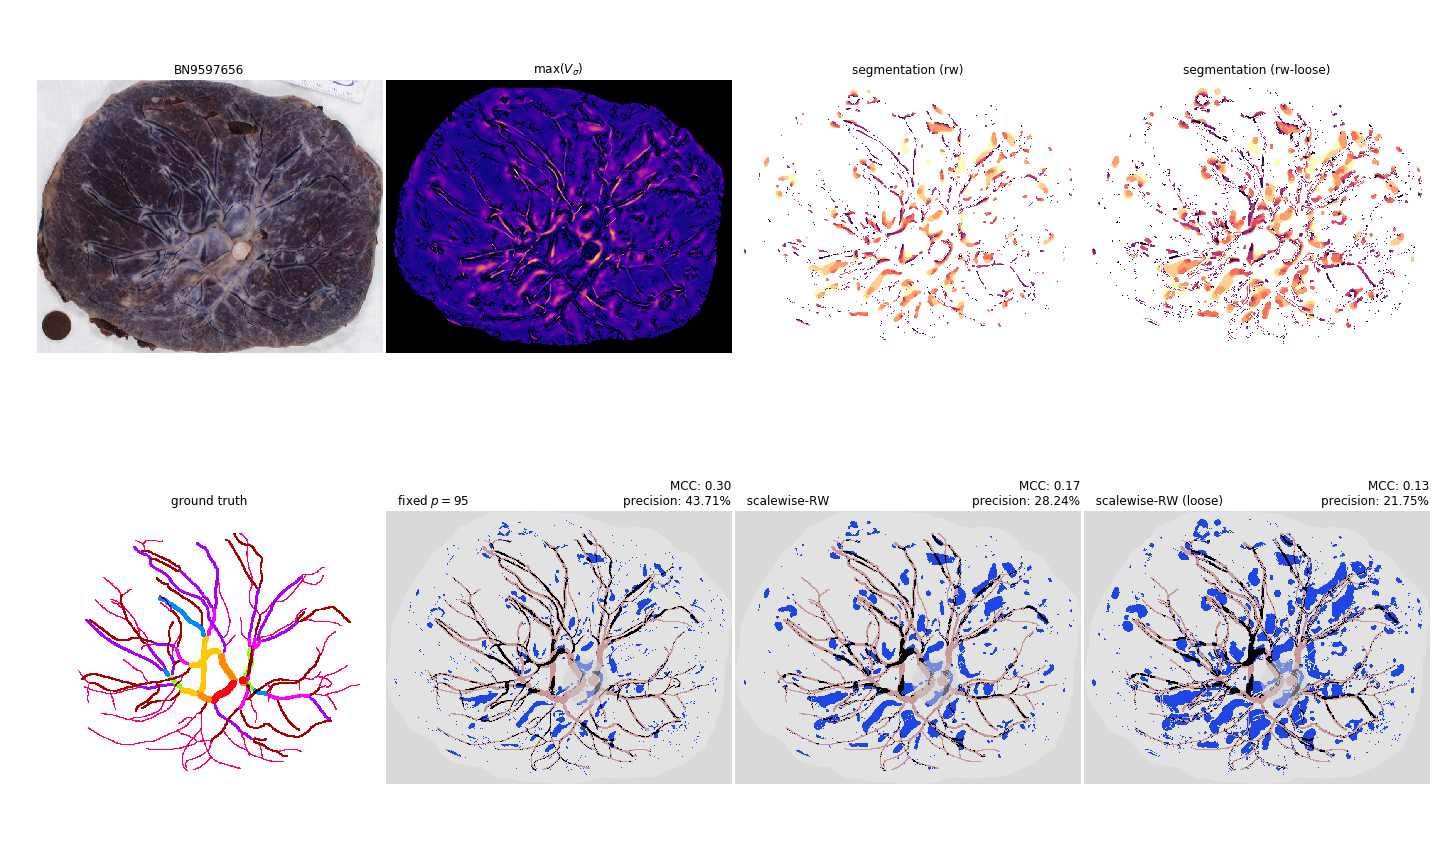 BN9597656
max(Vσ)
segmentation (rw)
segmentation (rw-loose)
ground truth
fixed p = 95
MCC: 0.30
precision: 43.71%
scalewise-RW
MCC: 0.17
precision: 28.24%
scalewise-RW (loose)
MCC: 0.13
precision: 21.75%